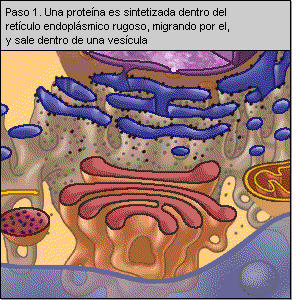 Paso 1. Una proteína es sintetizada dentro del
retículo endoplásmico rugoso, migrando por el,
y sale dentro de una vesícula